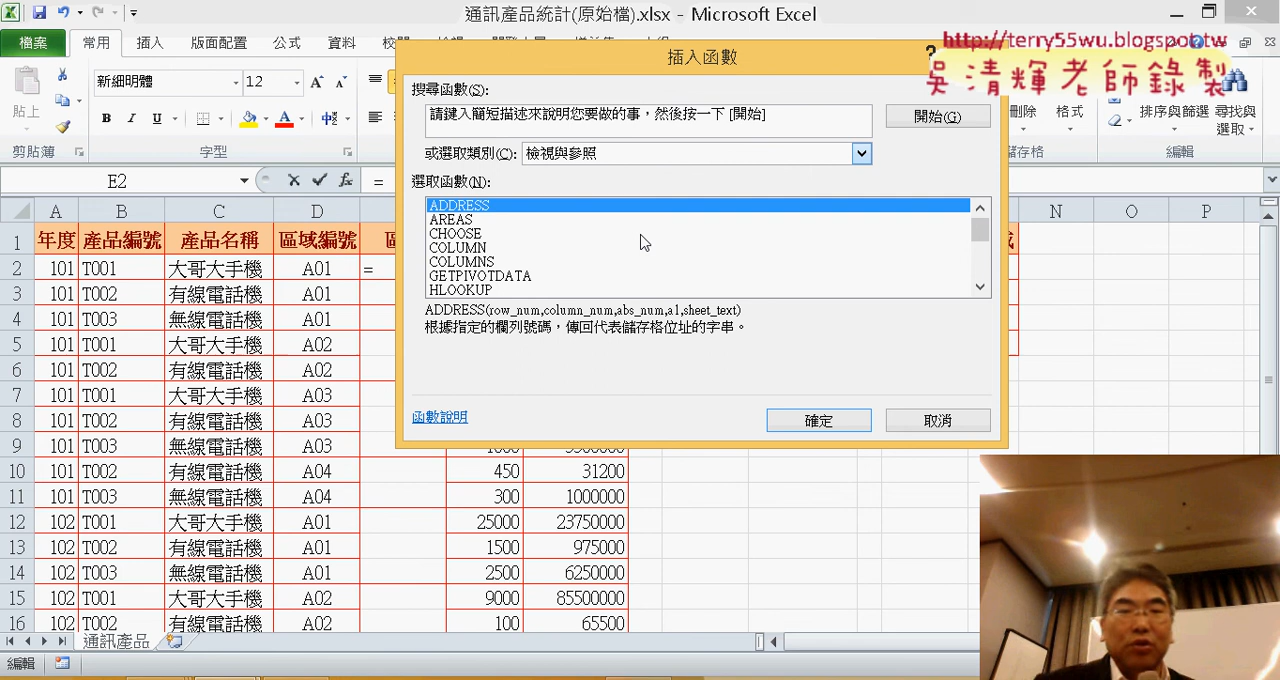 通訊產品統計(原始檔).xlsx - Microsoft Excel
檔案 常用 插入 版面配置 公式 資料
http://terry55wu.blogspot.tw
吳清輝老師錄製
新細明體 12
貼上
B I U A
刪除 格式 排序與篩選 尋找與
選取
剪貼簿 字型 儲存格 編輯
插入函數
搜尋函數(S):
請鍵入簡短描述來說明您要做的事，然後按一下 [開始]
開始(G)
或選取類別(C): 檢視與參照
選取函數(N):
ADDRESS
AREAS
CHOOSE
COLUMN
COLUMNS
GETPIVOTDATA
HLOOKUP
ADDRESS(row_num,column_num,abs_num,a1,sheet_text)
根據指定的欄列號碼，傳回代表儲存格位址的字串。
函數說明
確定 取消
E2 fx =
A B C D N O P
1 年度 產品編號 產品名稱 區域編號
2 101 T001 大哥大手機 A01 =
3 101 T002 有線電話機 A01
4 101 T003 無線電話機 A01
5 101 T001 大哥大手機 A02
6 101 T002 有線電話機 A02
7 101 T001 大哥大手機 A03
8 101 T002 有線電話機 A03
9 101 T003 無線電話機 A03
10 101 T002 有線電話機 A04 450 31200
11 101 T003 無線電話機 A04 300 1000000
12 102 T001 大哥大手機 A01 25000 23750000
13 102 T002 有線電話機 A01 1500 975000
14 102 T003 無線電話機 A01 2500 6250000
15 102 T001 大哥大手機 A02 9000 85500000
16 102 T002 有線電話機 A02 100 65500
通訊產品
編輯